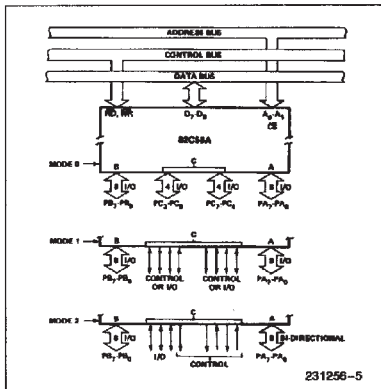 ADDRESS BUS
CONTROL BUS
DATA BUS
RD, WR D7-D0 A0-A1
CS
82C55A
MODE 0
B C A
8 I/O 4 I/O 4 I/O 8 I/O
PB7-PB0 PC3-PC0 PC7-PC4 PA7-PA0
MODE 1
B C A
8 I/O 8 I/O
PB7-PB0 CONTROL OR I/O CONTROL OR I/O PA7-PA0
MODE 2
B C A
8 I/O BI-DIRECTIONAL
PB7-PB0 I/O CONTROL PA7-PA0
231256-5